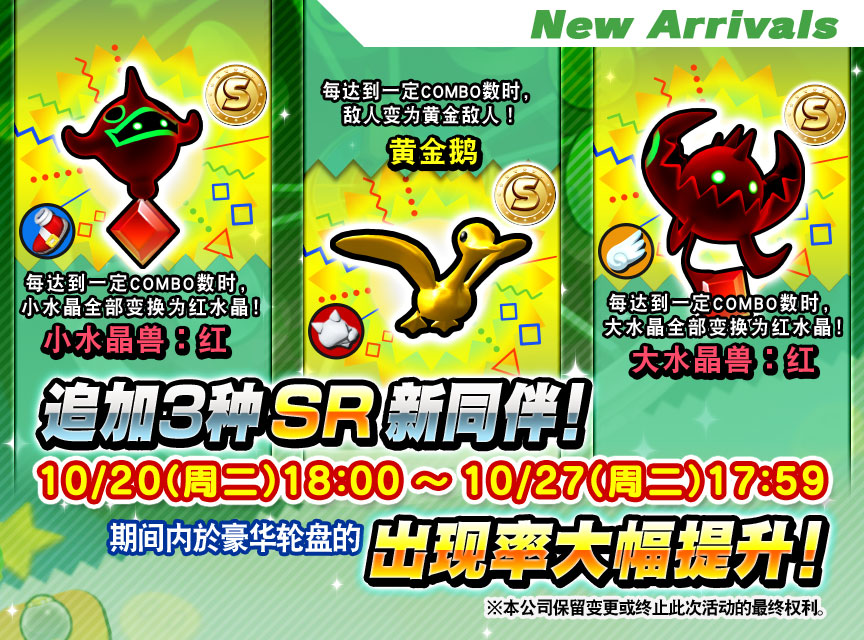 New Arrivals
S
每达到一定COMBO数时，
小水晶全部变换为红水晶！
小水晶兽：红
每达到一定COMBO数时，
敌人变为黄金敌人！
黄金鹅
S
S
每达到一定COMBO数时，
大水晶全部变换为红水晶！
大水晶兽：红
追加3种SR新同伴！
10/20(周二)18:00 ～ 10/27(周二)17:59
期间内於豪华轮盘的 出现率大幅提升！
※本公司保留变更或终止此次活动的最终权利。